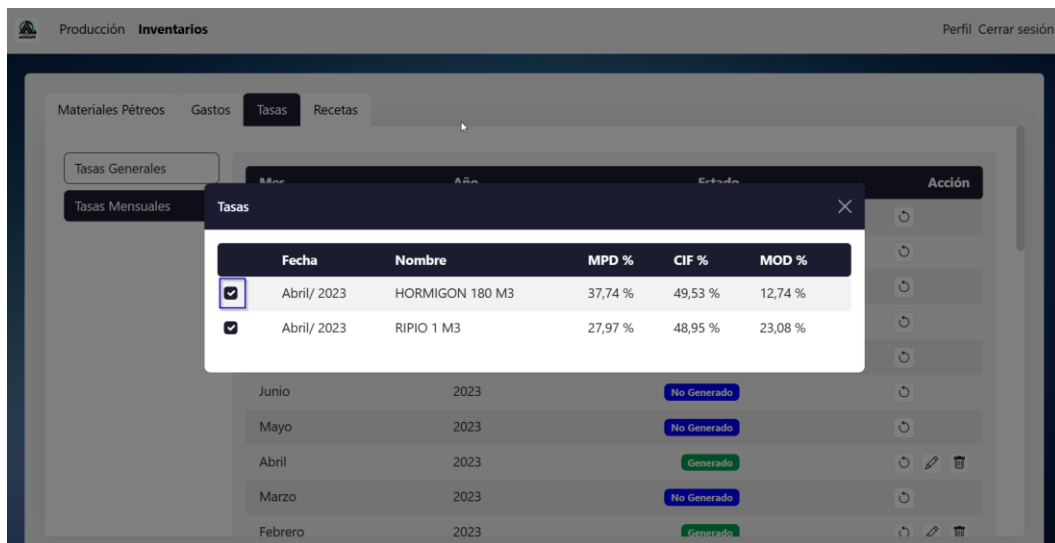 Producción Inventarios Perfil Cerrar sesión
Materiales Pétreos Gastos Tasas Recetas
Tasas Generales
Mes Año Estado Acción
Tasas Mensuales
Tasas
Fecha Nombre MPD % CIF % MOD %
Abril/ 2023 HORMIGON 180 M3 37,74 % 49,53 % 12,74 %
Abril/ 2023 RIPIO 1 M3 27,97 % 48,95 % 23,08 %
Junio 2023 No Generado
Mayo 2023 No Generado
Abril 2023 Generado
Marzo 2023 No Generado
Febrero 2023 Generado